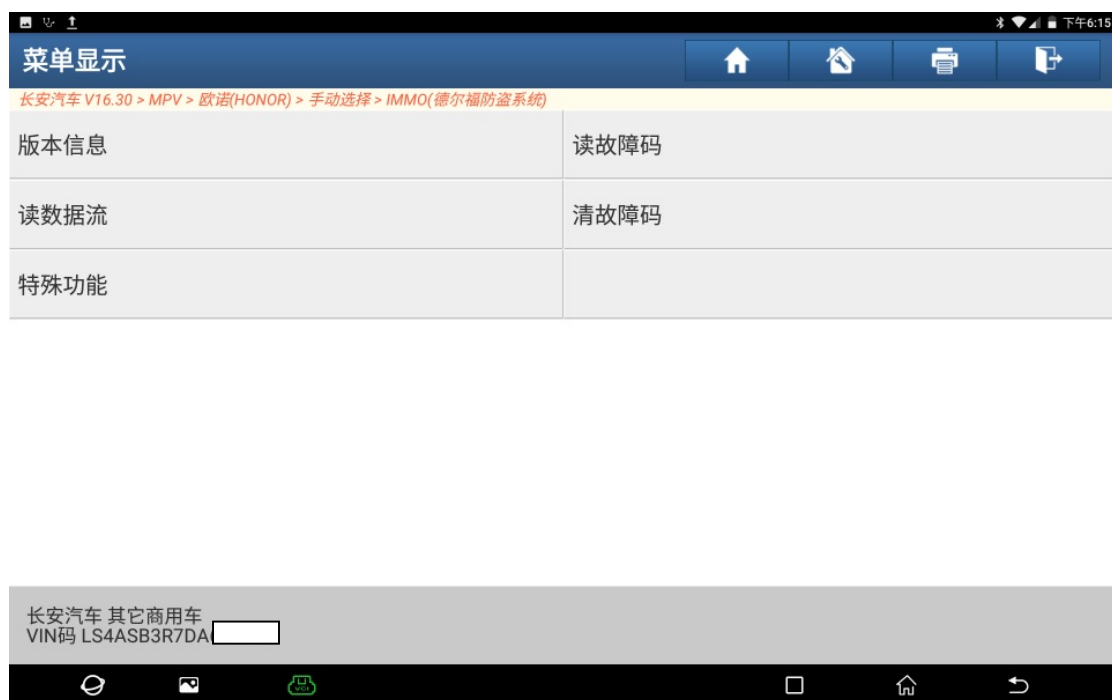 下午6:15
菜单显示
长安汽车 V16.30 > MPV > 欧诺(HONOR) > 手动选择 > IMMO(德尔福防盗系统)
版本信息
读故障码
读数据流
清故障码
特殊功能
长安汽车 其它商用车
VIN码 LS4ASB3R7DA
VCI